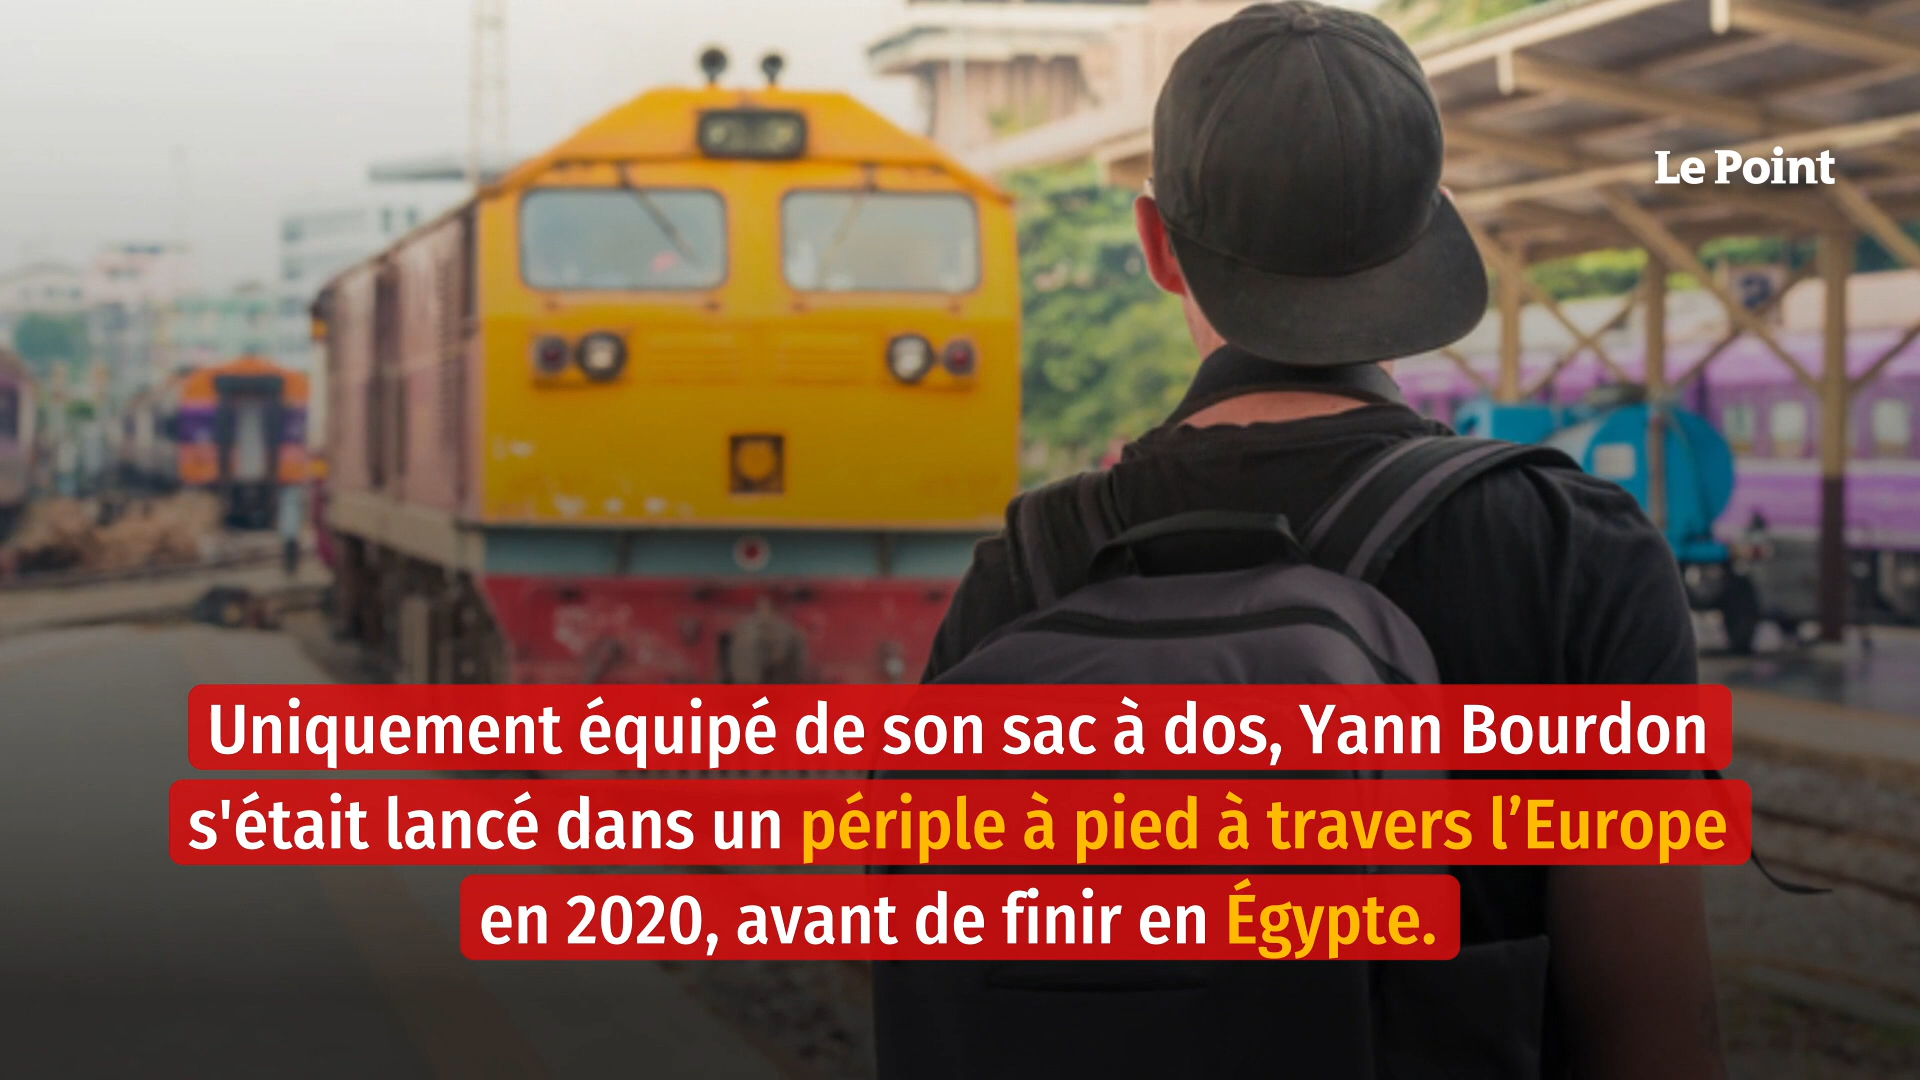 Le Point
Uniquement équipé de son sac à dos, Yann Bourdon
s'était lancé dans un périple à pied à travers l’Europe
en 2020, avant de finir en Égypte.